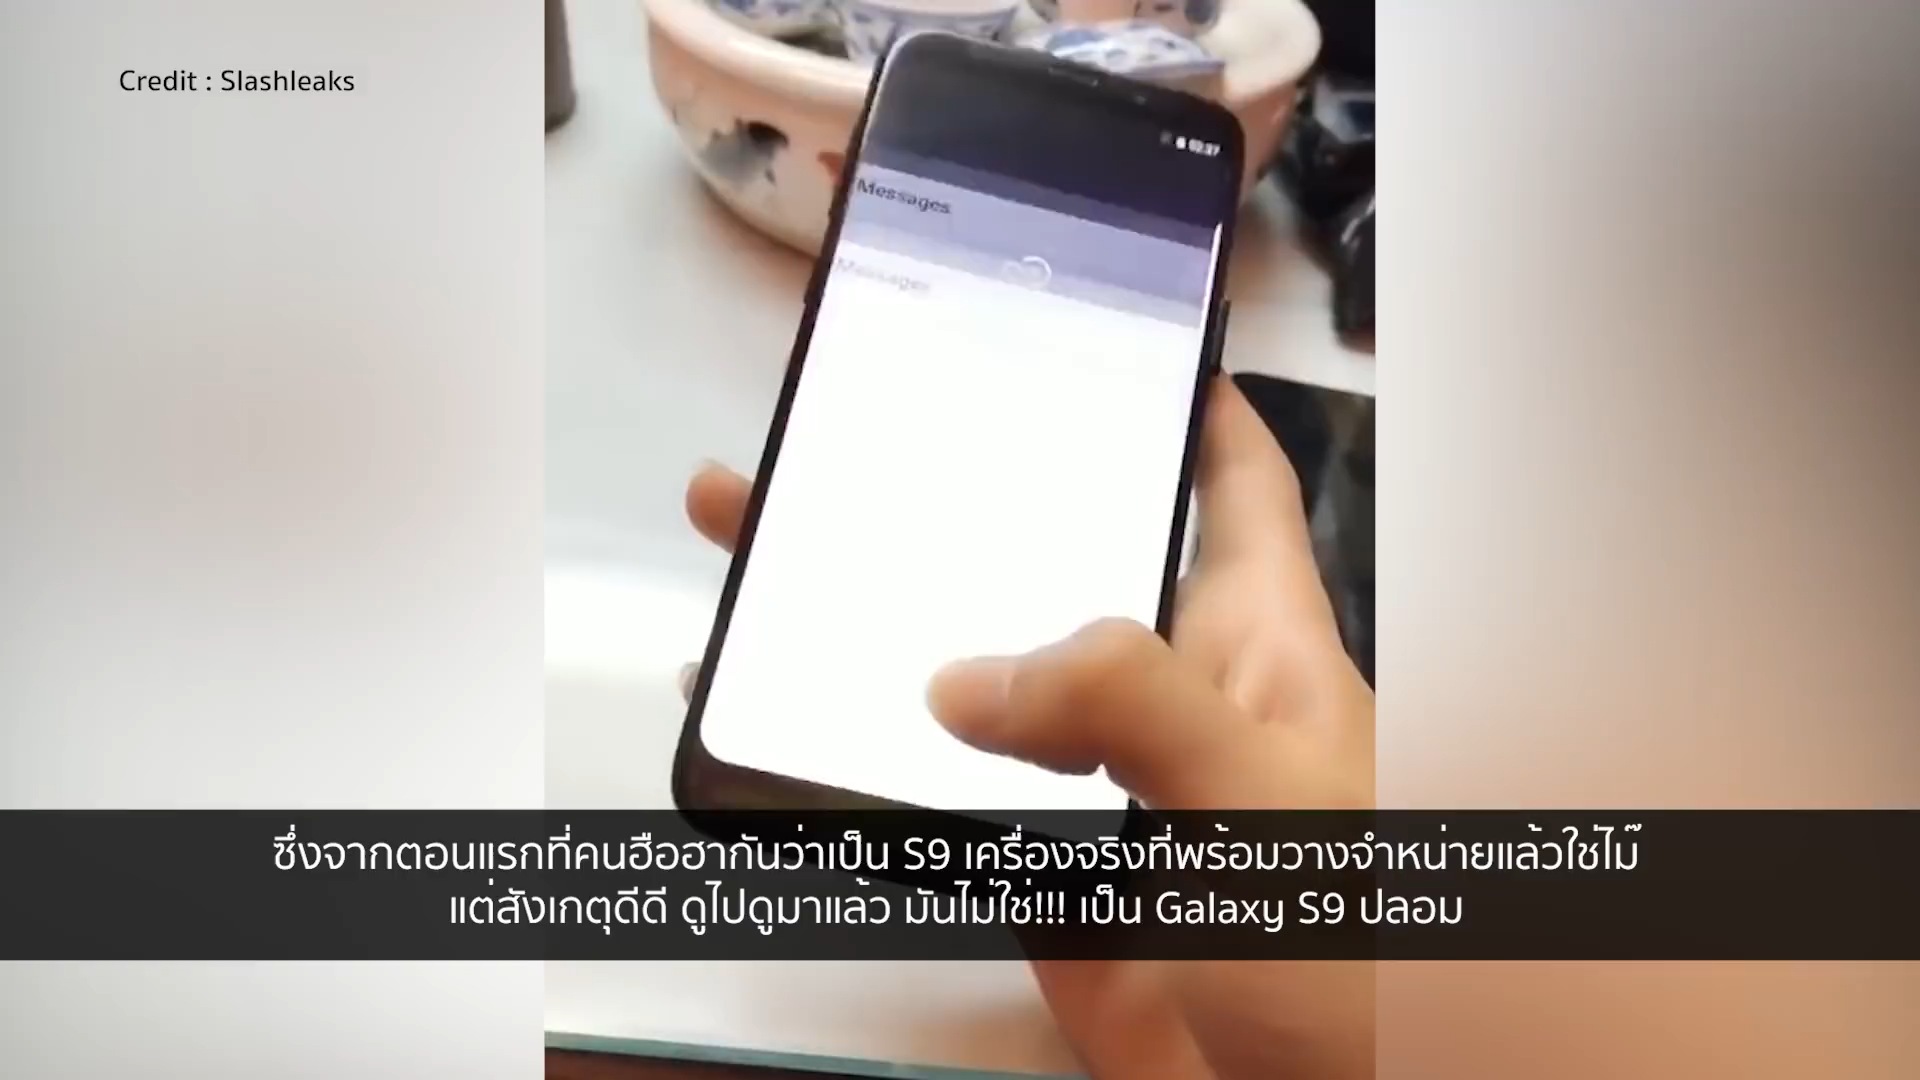 Credit : Slashleaks
02:37
Messages
Messages
ซึ่งจากตอนแรกที่คนฮือฮากันว่าเป็น S9 เครื่องจริงที่พร้อมวางจำหน่ายแล้วใช่ไม๊
แต่สังเกตุดีดี ดูไปดูมาแล้ว มันไม่ใช่!!! เป็น Galaxy S9 ปลอม